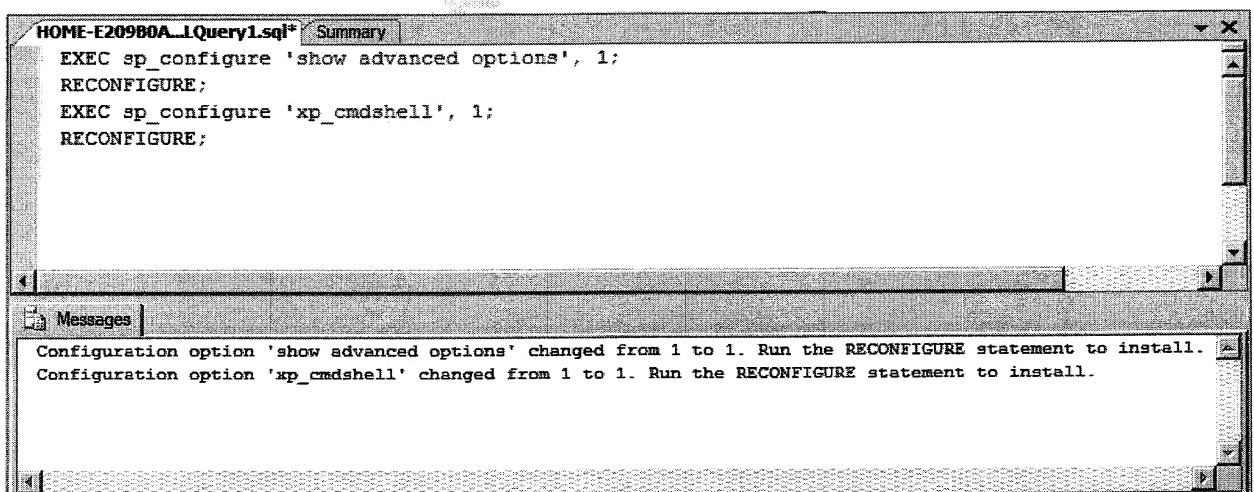 HOME-E209B0A...LQuery1.sql* Summary
EXEC sp_configure 'show advanced options', 1;
RECONFIGURE;
EXEC sp_configure 'xp_cmdshell', 1;
RECONFIGURE;
Messages
Configuration option 'show advanced options' changed from 1 to 1. Run the RECONFIGURE statement to install.
Configuration option 'xp_cmdshell' changed from 1 to 1. Run the RECONFIGURE statement to install.